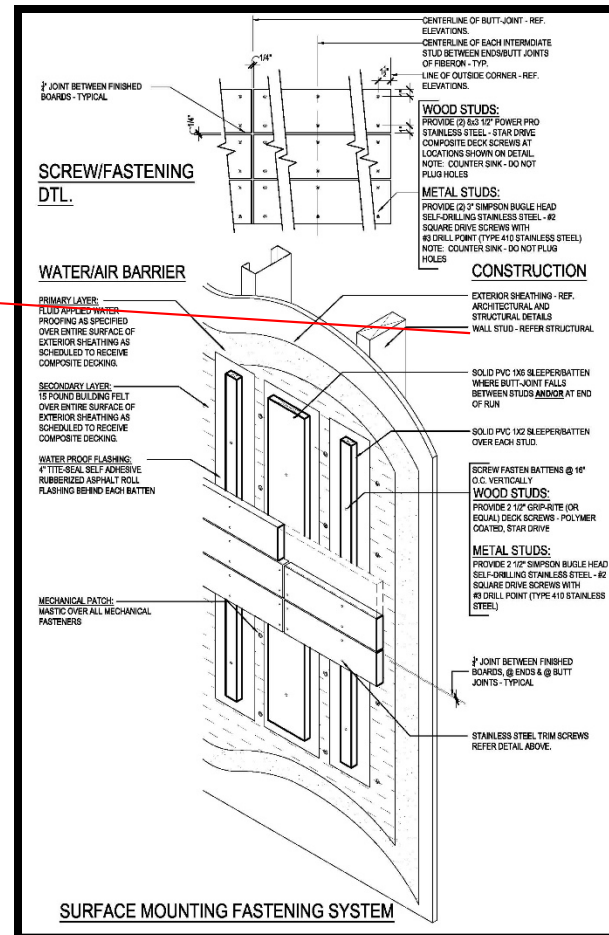 CENTERLINE OF BUTT-JOINT - REF.
ELEVATIONS.
CENTERLINE OF EACH INTERMDIATE
STUD BETWEEN ENDS/BUTT JOINTS
OF FIBERON - TYP.
LINE OF OUTSIDE CORNER - REF.
ELEVATIONS.
1/4"
1/4"
JOINT BETWEEN FINISHED
BOARDS - TYPICAL
SCREW/FASTENING
DTL.
WOOD STUDS:
PROVIDE (2) 8x3 1/2" POWER PRO
STAINLESS STEEL - STAR DRIVE
COMPOSITE DECK SCREWS AT
LOCATIONS SHOWN ON DETAIL.
NOTE: COUNTER SINK - DO NOT
PLUG HOLES
METAL STUDS:
PROVIDE (2) 3" SIMPSON BUGLE HEAD
SELF-DRILLING STAINLESS STEEL - #2
SQUARE DRIVE SCREWS WITH
#3 DRILL POINT (TYPE 410 STAINLESS STEEL)
NOTE: COUNTER SINK - DO NOT PLUG
HOLES
WATER/AIR BARRIER
PRIMARY LAYER:
FLUID APPLIED WATER
PROOFING AS SPECIFIED
OVER ENTIRE SURFACE OF
EXTERIOR SHEATHING AS
SCHEDULED TO RECEIVE
COMPOSITE DECKING.
SECONDARY LAYER:
15 POUND BUILDING FELT
OVER ENTIRE SURFACE OF
EXTERIOR SHEATHING AS
SCHEDULED TO RECEIVE
COMPOSITE DECKING.
WATER PROOF FLASHING:
4" TITE-SEAL SELF ADHESIVE
RUBBERIZED ASPHALT ROLL
FLASHING BEHIND EACH BATTEN
MECHANICAL PATCH:
MASTIC OVER ALL MECHANICAL
FASTENERS
CONSTRUCTION
EXTERIOR SHEATHING - REF.
ARCHITECTURAL AND
STRUCTURAL DETAILS
WALL STUD - REFER STRUCTURAL
SOLID PVC 1X6 SLEEPER/BATTEN
WHERE BUTT-JOINT FALLS
BETWEEN STUDS AND/OR AT END
OF RUN
SOLID PVC 1X2 SLEEPER/BATTEN
OVER EACH STUD.
SCREW FASTEN BATTENS @ 16"
O.C. VERTICALLY
WOOD STUDS:
PROVIDE 2 1/2" GRIP-RITE (OR
EQUAL) DECK SCREWS - POLYMER
COATED, STAR DRIVE
METAL STUDS:
PROVIDE 2 1/2" SIMPSON BUGLE HEAD
SELF-DRILLING STAINLESS STEEL - #2
SQUARE DRIVE SCREWS WITH
#3 DRILL POINT (TYPE 410 STAINLESS
STEEL)
JOINT BETWEEN FINISHED
BOARDS, @ ENDS & @ BUTT
JOINTS - TYPICAL
STAINLESS STEEL TRIM SCREWS
REFER DETAIL ABOVE.
SURFACE MOUNTING FASTENING SYSTEM